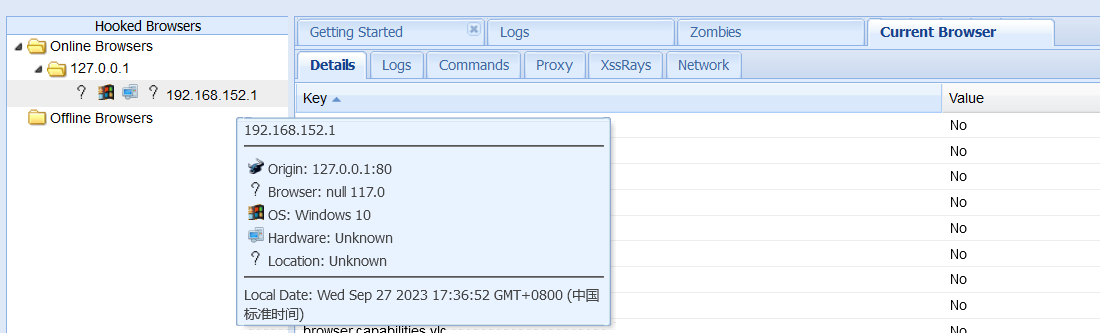 Hooked Browsers
Online Browsers
127.0.0.1
192.168.152.1
Offline Browsers
Getting Started
Logs
Zombies
Current Browser
Details
Logs
Commands
Proxy
XssRays
Network
Key
Value
No
No
No
No
No
No
No
No
192.168.152.1
Origin: 127.0.0.1:80
Browser: null 117.0
OS: Windows 10
Hardware: Unknown
Location: Unknown
Local Date: Wed Sep 27 2023 17:36:52 GMT+0800 (中国
标准时间)
browser.capabilities.vlc
No